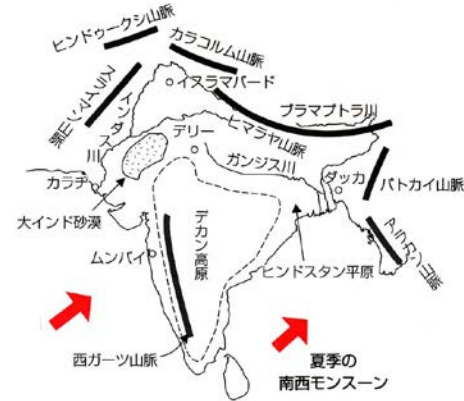 ヒンドゥークシ山脈
カラコルム山脈
スライマン山脈
イスラマバード
インダス川
ブラマプトラ川
ヒマラヤ山脈
デリー
ガンジス川
カラチ
ダッカ
パトカイ山脈
大インド砂漠
デカン高原
アラカン山脈
ムンバイ
ヒンドスタン平原
西ガーツ山脈
夏季の
南西モンスーン